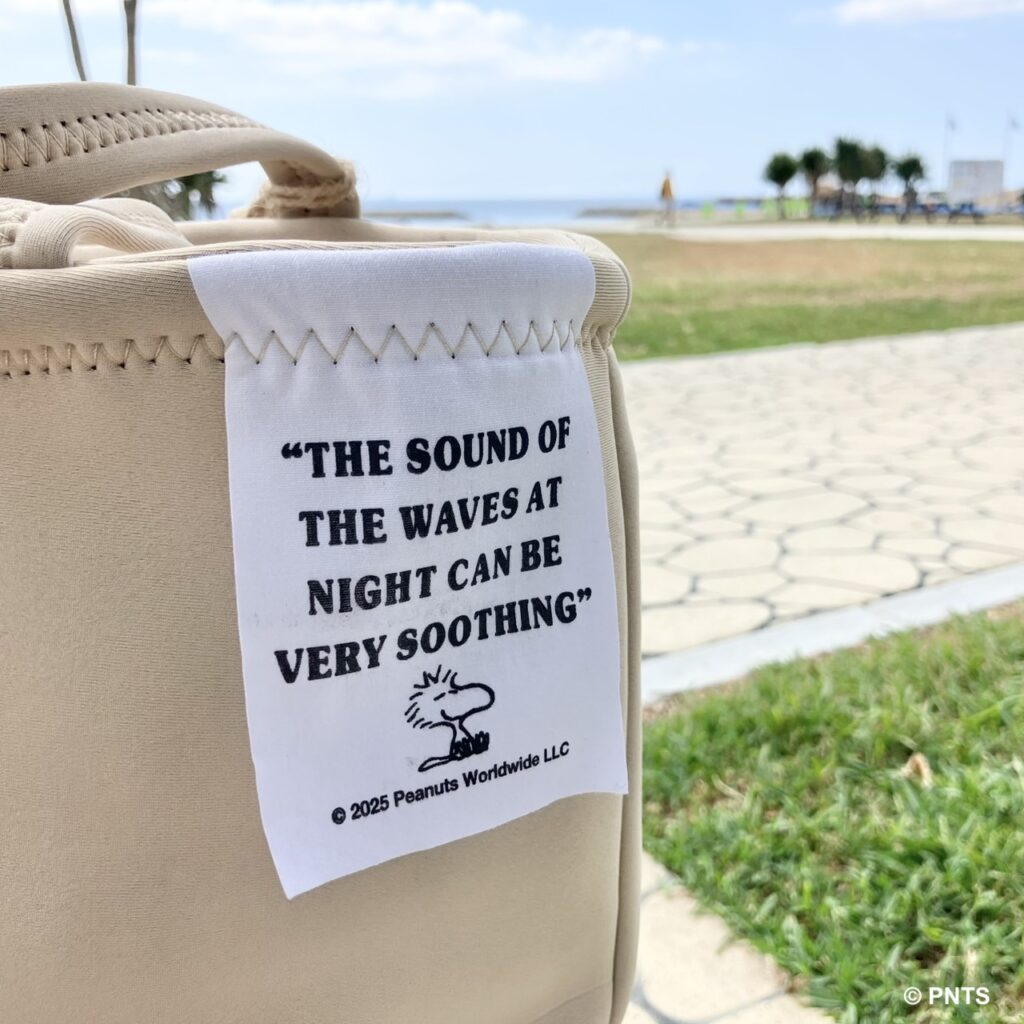 “THE SOUND OF
THE WAVES AT
NIGHT CAN BE
VERY SOOTHING”
© 2025 Peanuts Worldwide LLC
© PNTS